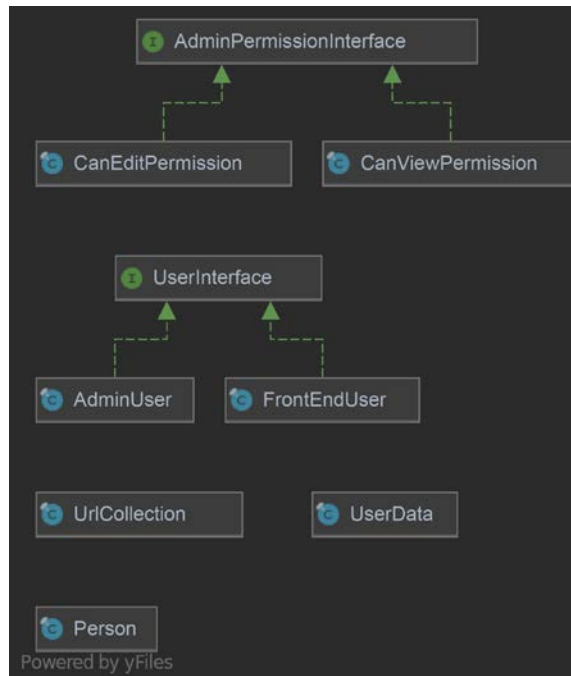 AdminPermissionInterface
CanEditPermission
CanViewPermission
UserInterface
AdminUser
FrontEndUser
UrlCollection
UserData
Person
Powered by yFiles